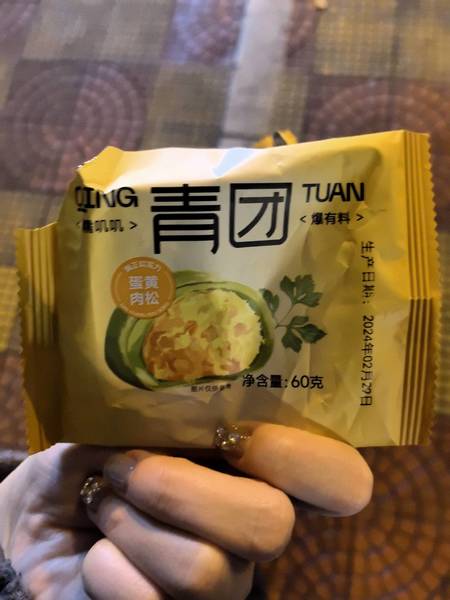 QING
青团
TUAN
叽叽 >
< 爆有料 >
蛋黄
肉松
净含量:60克
生产日期: 2024年02月29日